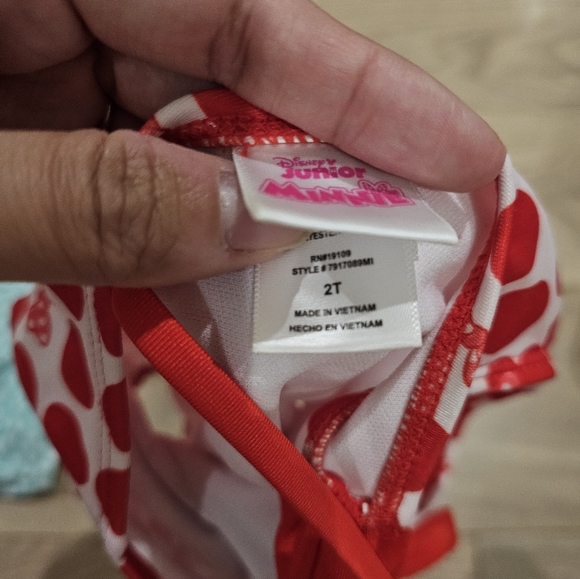 Disney
Junior
MINNIE
RN#19109
STYLE # 7917089MI
2T
MADE IN VIETNAM
HECHO EN VIETNAM